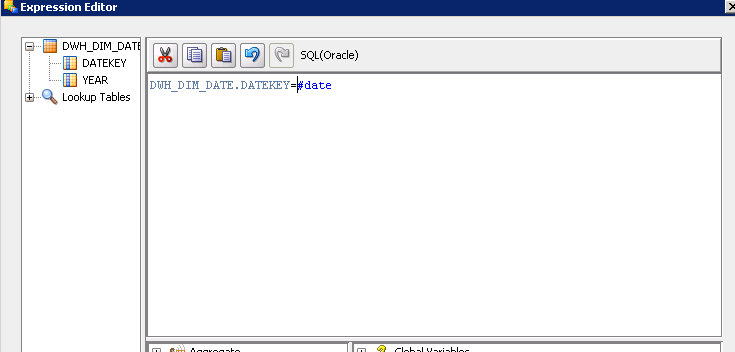 Expression Editor
DWH_DIM_DATE
DATEKEY
YEAR
Lookup Tables
SQL(Oracle)
DWH_DIM_DATE.DATEKEY=#date
Aggregate
Global Variables